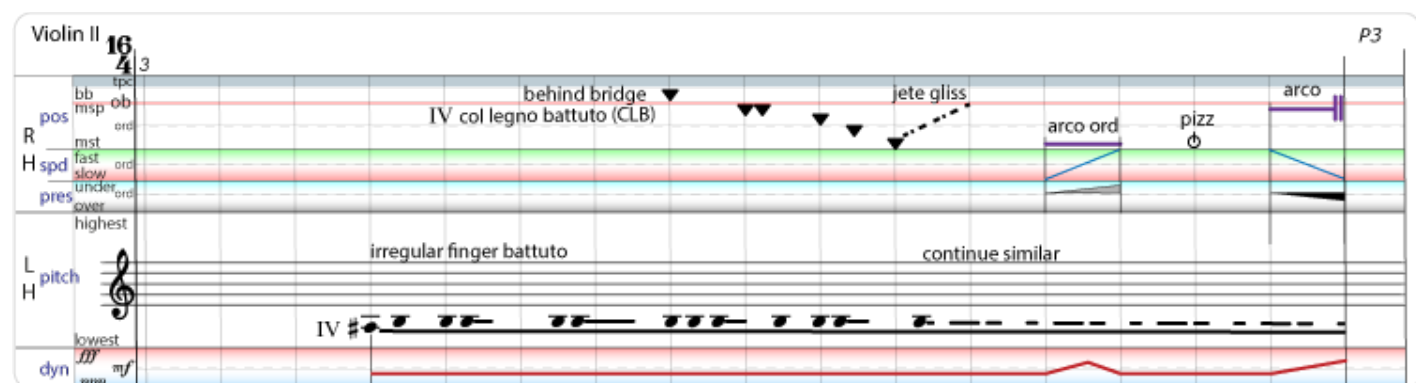 Violin II
16
4
3
P3
tpc
bb
ob
behind bridge
jete gliss
arco
msp
pos
IV col legno battuto (CLB)
ord
arco ord
pizz
R
mst
H
spd
fast
ord
slow
under
ord
pres
over
highest
irregular finger battuto
continue similar
L
pitch
H
IV
lowest
fff
dyn
mf
ppp